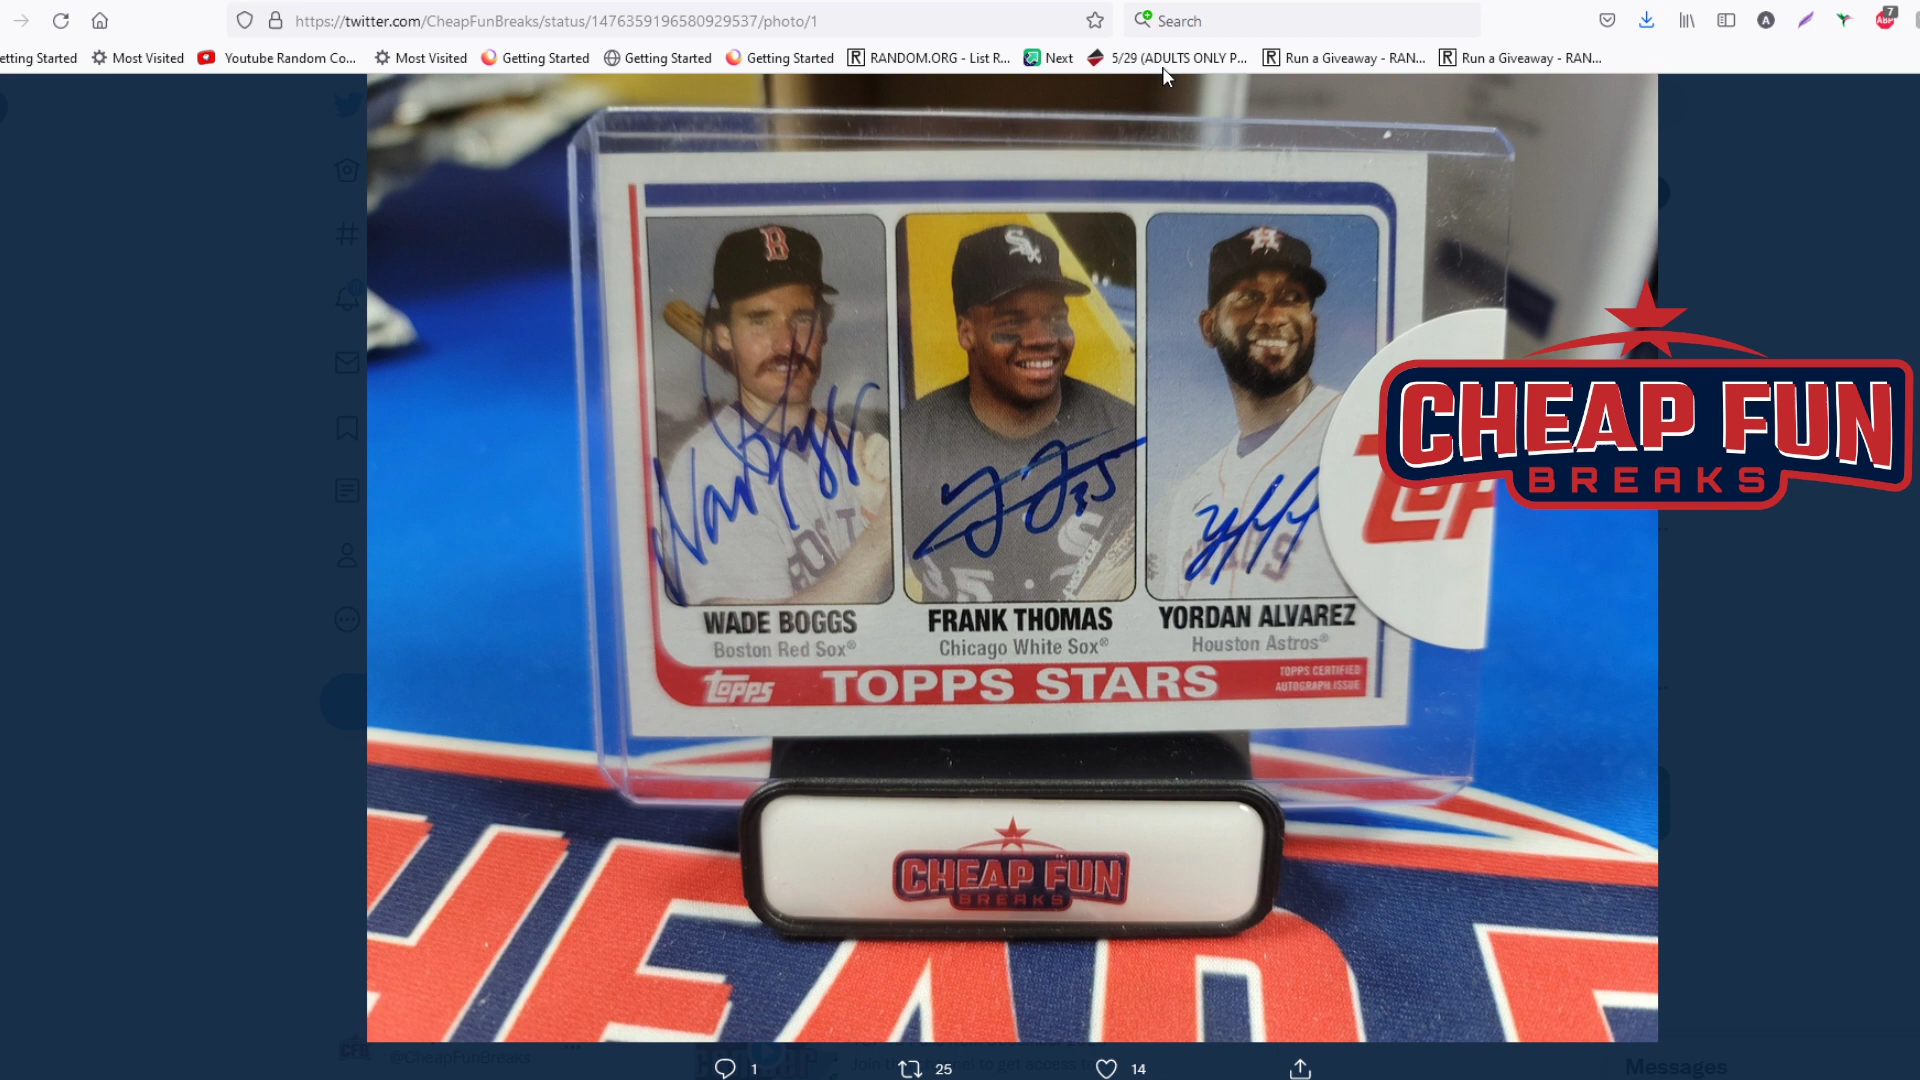 https://twitter.com/CheapFunBreaks/status/1476359196580929537/photo/1
Search
7
etting Started
Most Visited
Youtube Random Co...
Most Visited
Getting Started
Getting Started
Getting Started
RANDOM.ORG - List R...
Next
5/29 (ADULTS ONLY P...
Run a Giveaway - RAN...
Run a Giveaway - RAN...
WADE BOGGS
Boston Red Sox®
FRANK THOMAS
Chicago White Sox®
YORDAN ALVAREZ
Houston Astros®
topps
TOPPS STARS
TOPPS CERTIFIED
AUTOGRAPH ISSUE
CHEAP FUN
BREAKS
CHEAP FUN
BREAKS
@CheapFunBreaks
Messages
1
25
14